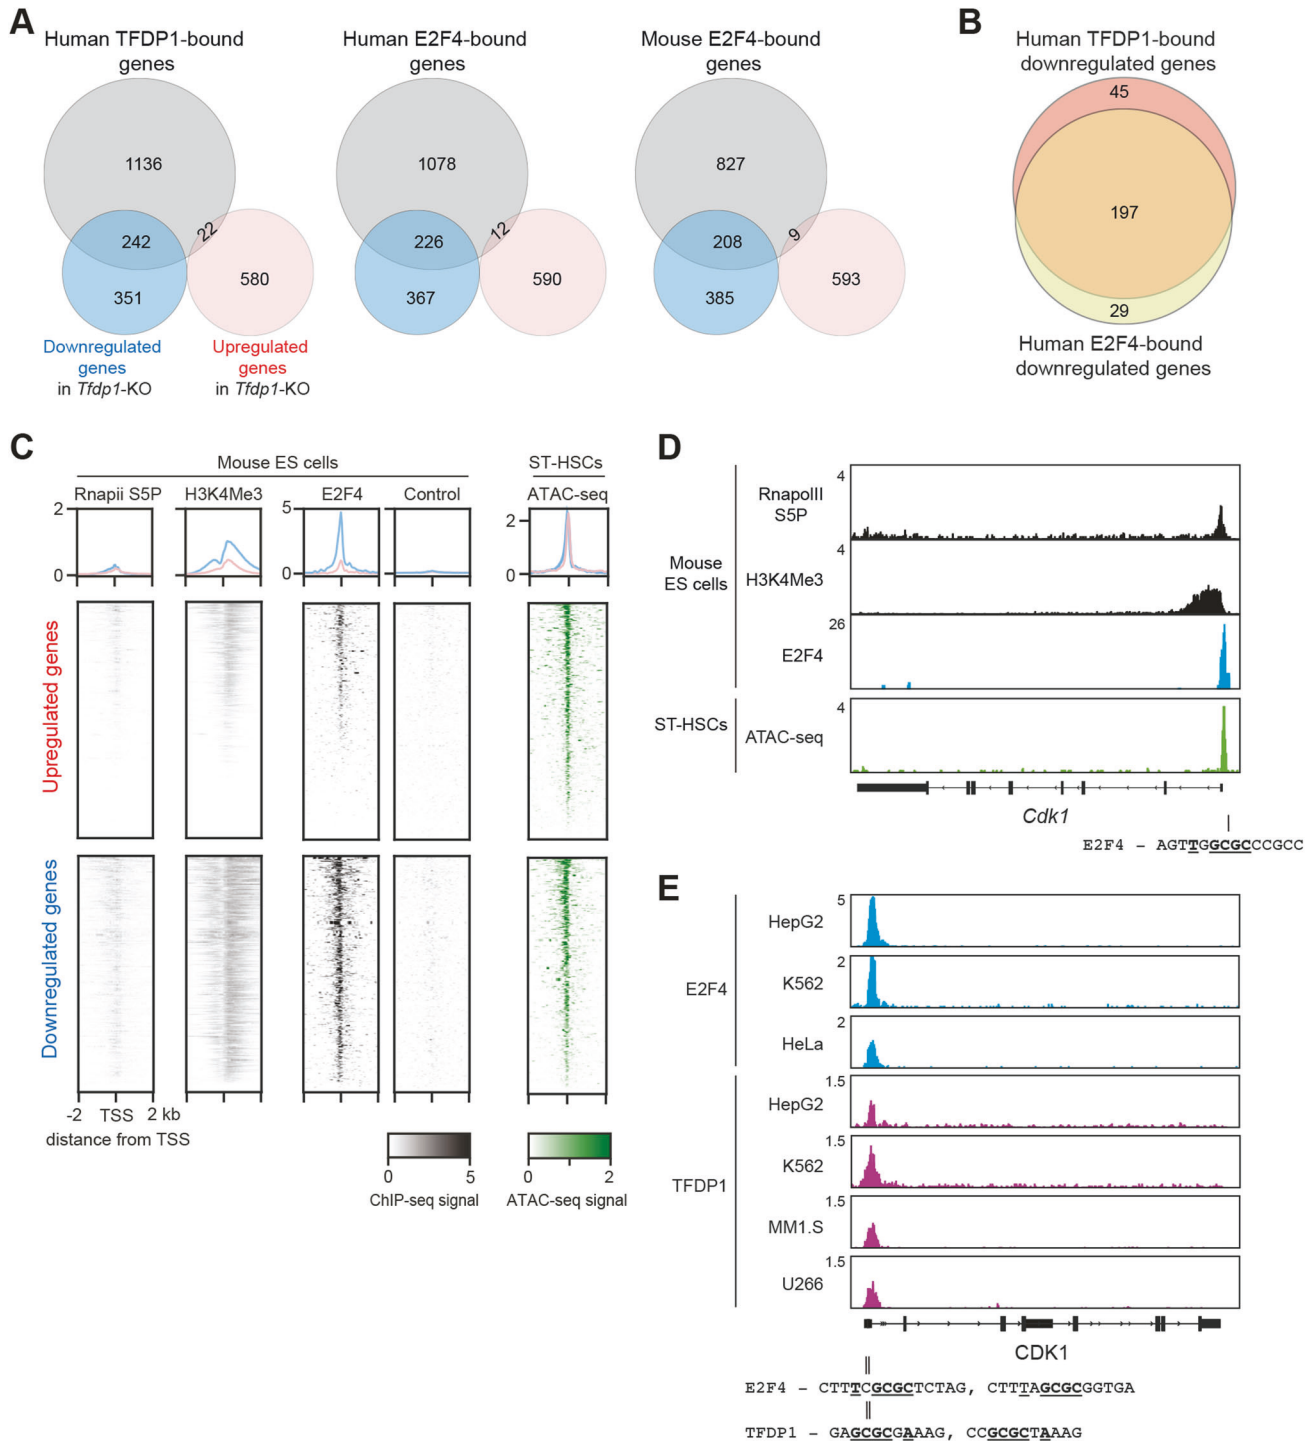 A
Human TFDP1-bound
genes
Human E2F4-bound
genes
Mouse E2F4-bound
genes
1136
242
22
351
580
1078
226
12
367
590
827
208
9
385
593
Downregulated
genes
in Tfdp1-KO
Upregulated
genes
in Tfdp1-KO
B
Human TFDP1-bound
downregulated genes
45
197
29
Human E2F4-bound
downregulated genes
C
Mouse ES cells
ST-HSCs
Rnapii S5P
H3K4Me3
E2F4
Control
ATAC-seq
2
0
5
0
2
0
Upregulated genes
Downregulated genes
-2 TSS 2 kb
distance from TSS
0 5
ChIP-seq signal
0 2
ATAC-seq signal
D
Mouse
ES cells
RnapolII
S5P
4
H3K4Me3
4
E2F4
26
ST-HSCs
ATAC-seq
4
Cdk1
E2F4 – AGTTGGCGCCCGCC
E
E2F4
HepG2
5
K562
2
HeLa
2
TFDP1
HepG2
1.5
K562
1.5
MM1.S
1.5
U266
1.5
CDK1
E2F4 – CTTTCGCGCTCTAG, CTTTAGCGCGGTGA
TFDP1 – GAGCGCGAAAG, CCGCGCTAAAG